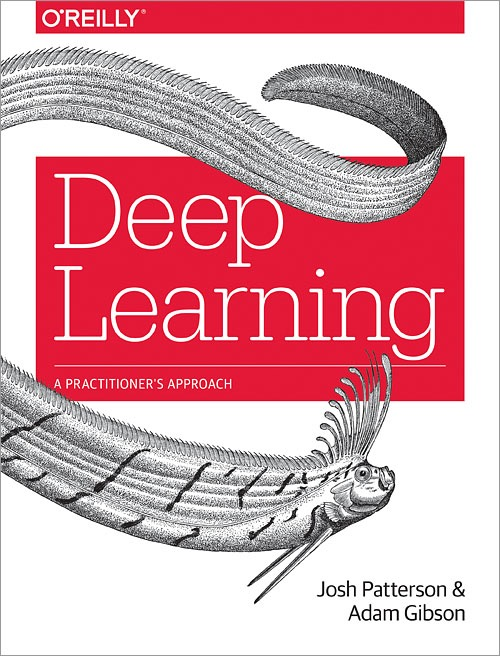 O'REILLY®
Deep
Learning
A PRACTITIONER'S APPROACH
Josh Patterson &
Adam Gibson